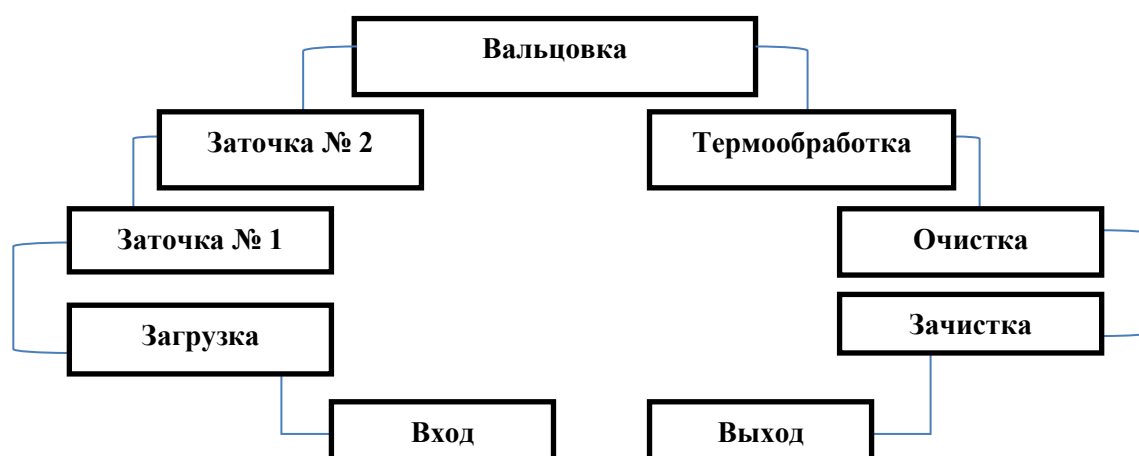 Вальцовка
Заточка № 2
Термообработка
Заточка № 1
Очистка
Загрузка
Зачистка
Вход
Выход